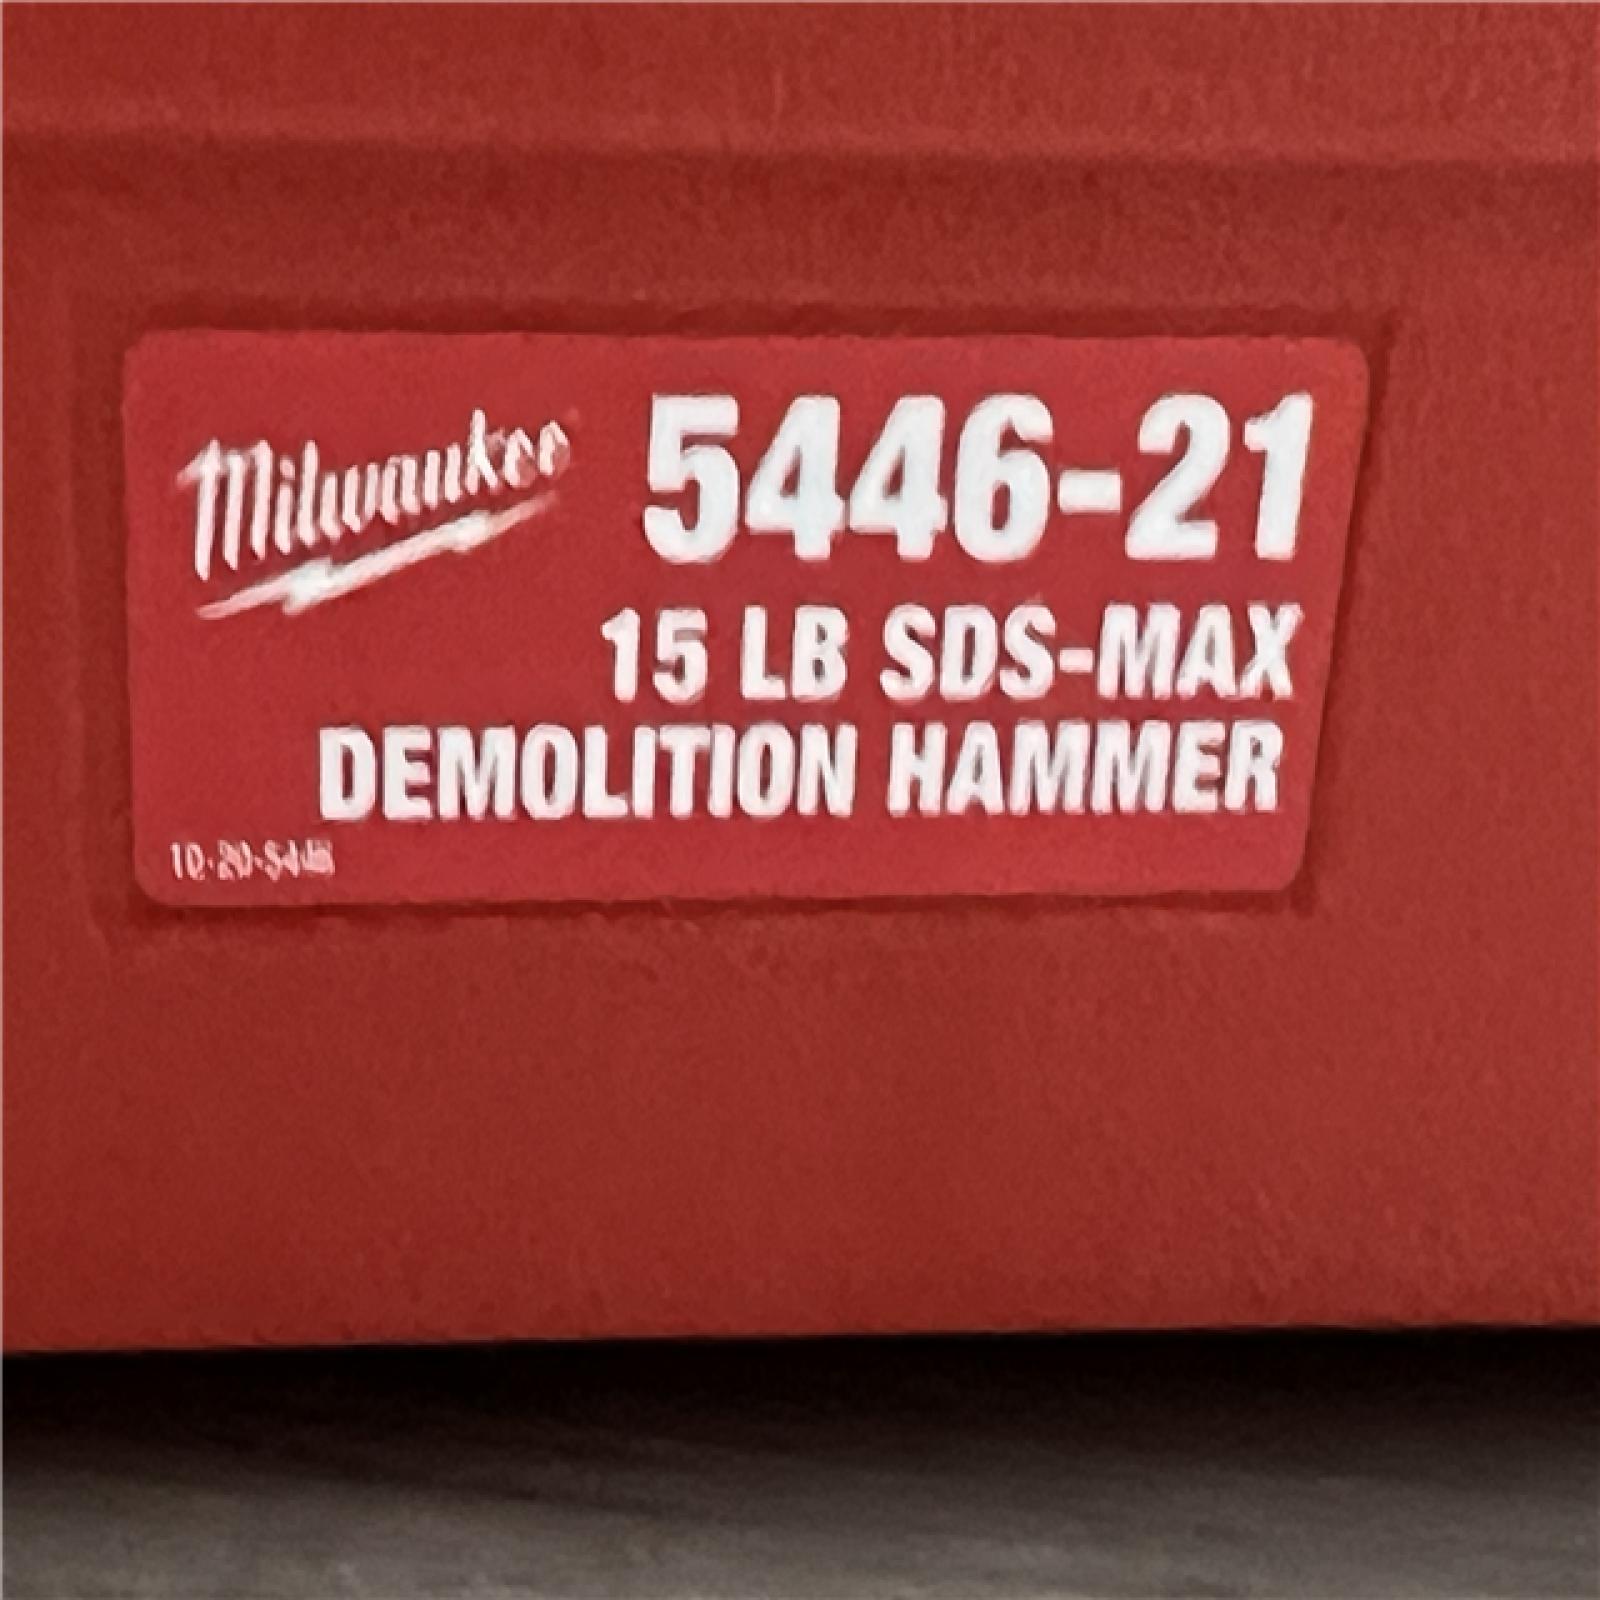 Milwaukee
5446-21
15 LB SDS-MAX
DEMOLITION HAMMER